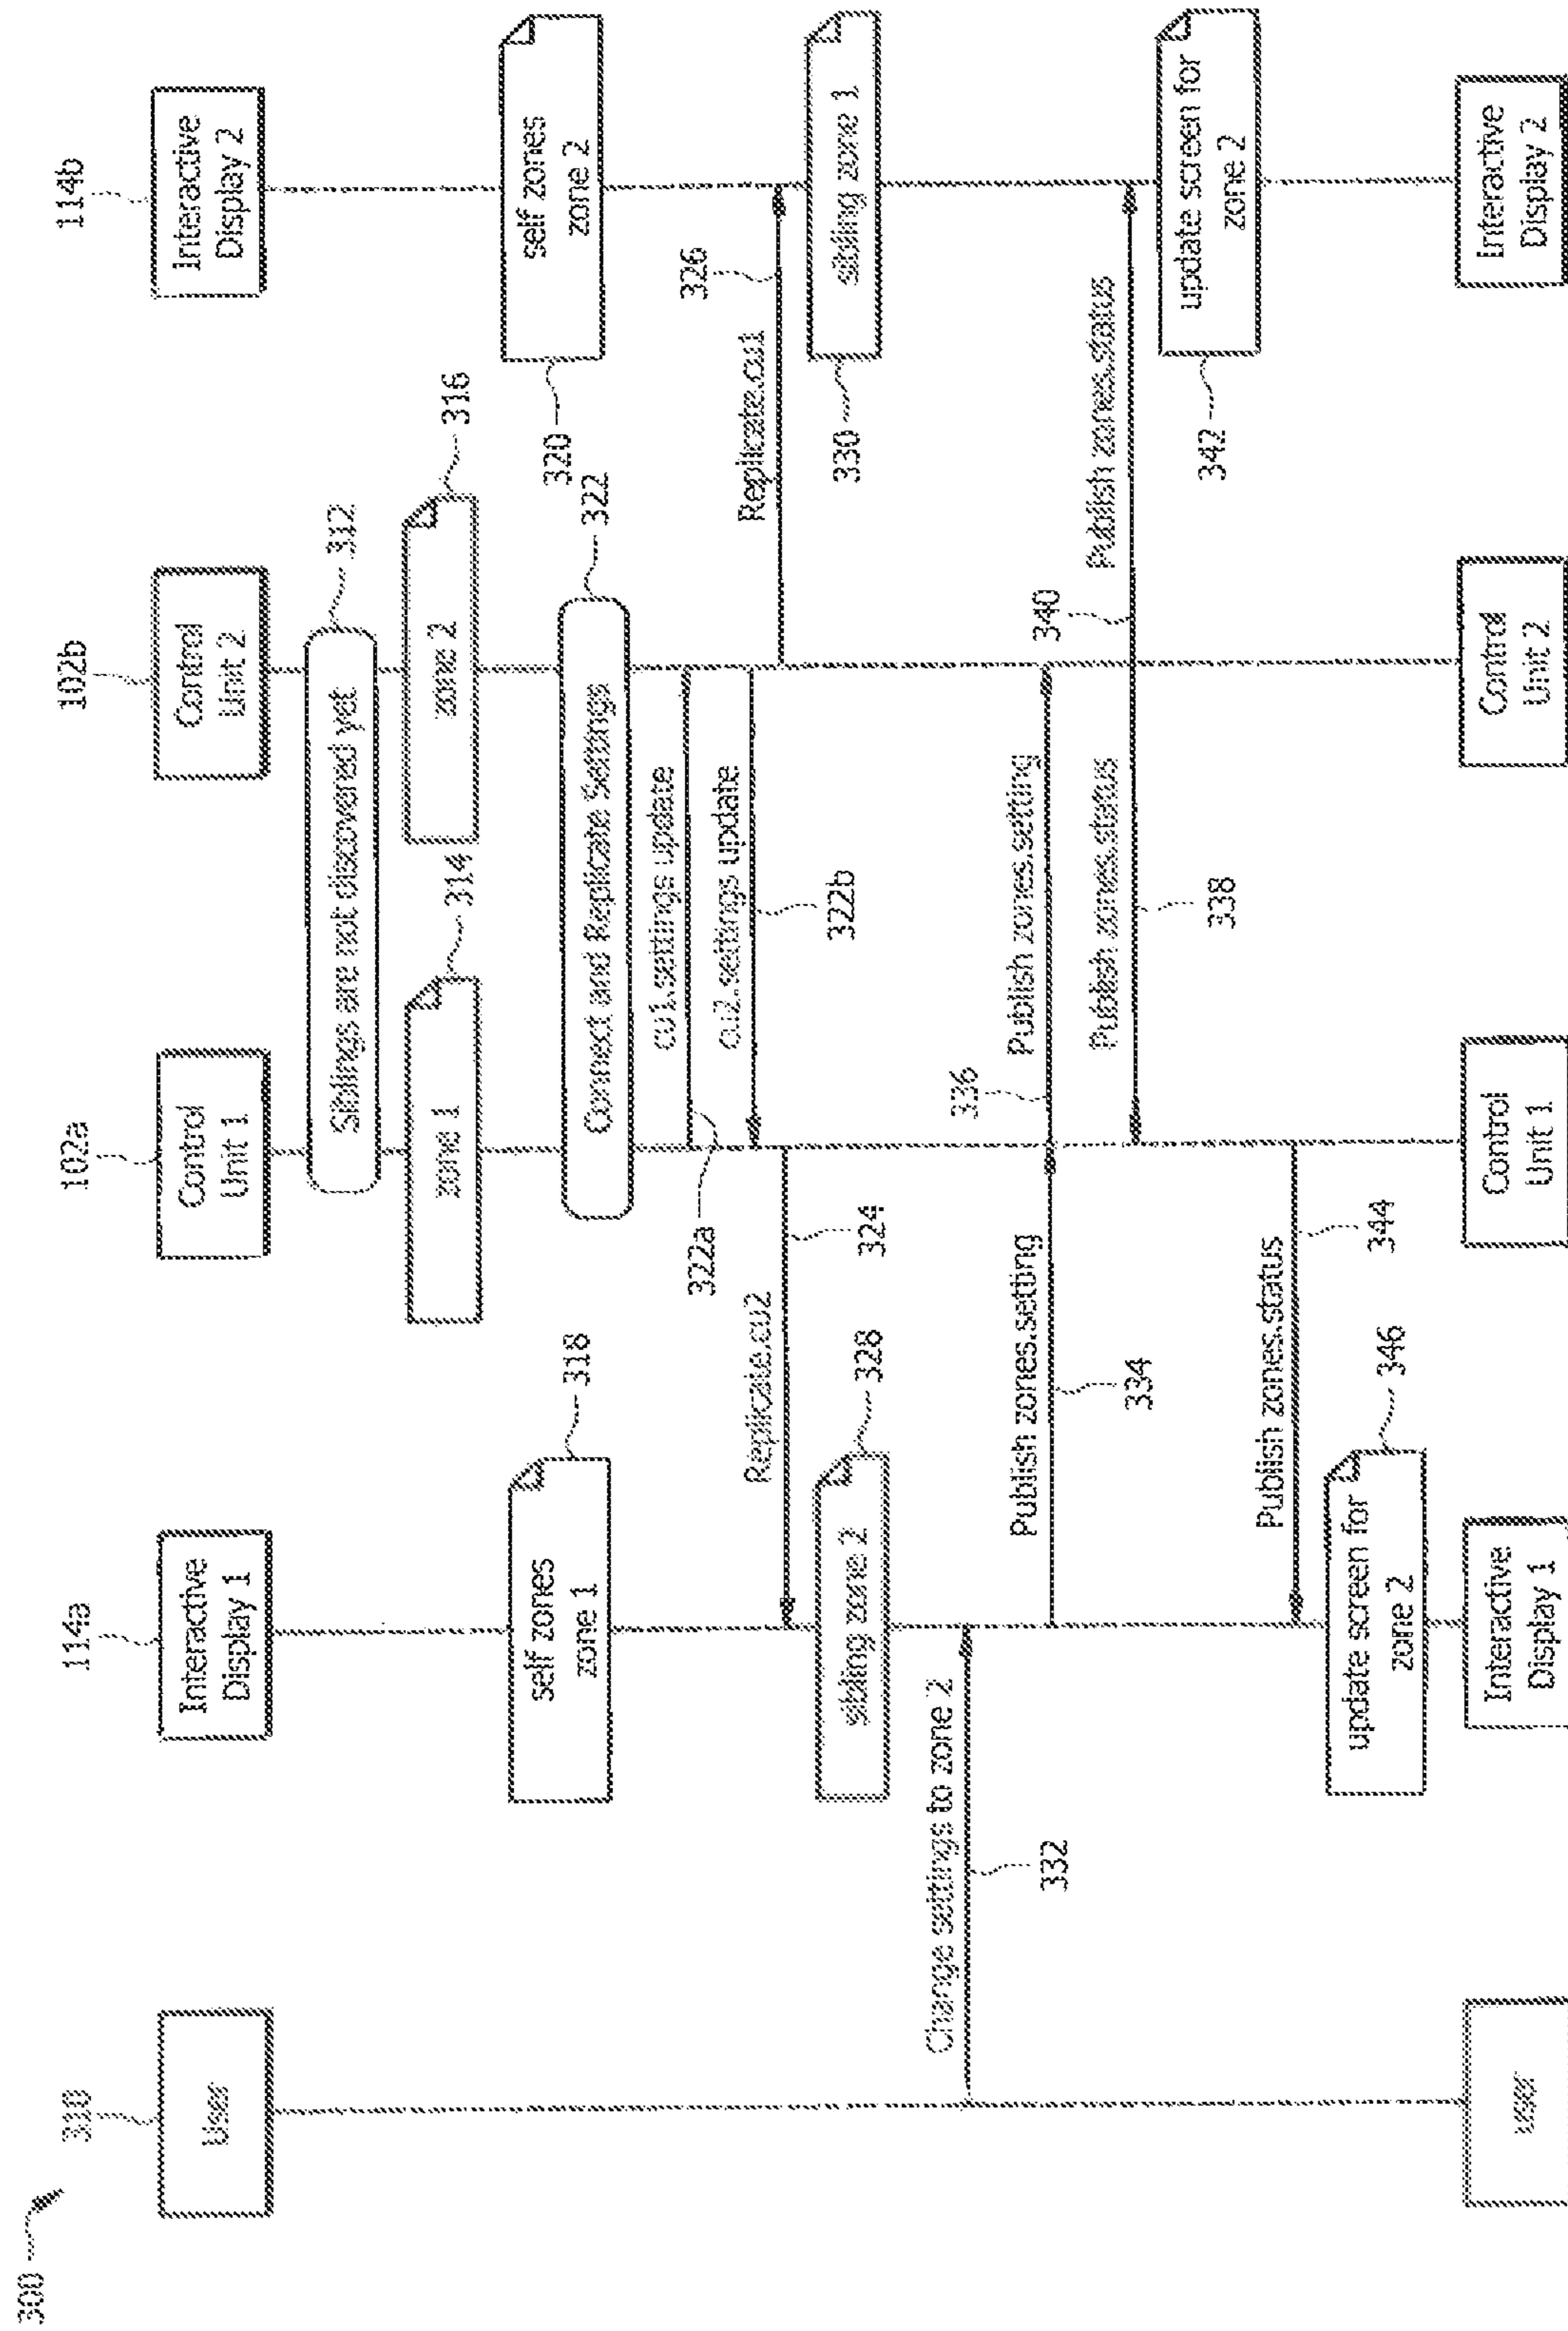 300
310
114a
102a
102b
114b
User
Interactive
Display 1
Control
Unit 1
Control
Unit 2
Interactive
Display 2
Siblings are not discovered yet
312
zone 1
314
zone 2
316
self zones
zone 1
318
self zones
zone 2
320
Connect and Replicate Settings
322
cu1.setting update
322a
cu2.settings update
322b
Replicate.cu2
324
Replicate.cu1
326
sibling zone 2
328
sibling zone 1
330
Change settings to zone 2
332
Publish zones.setting
334
336
Publish zones.setting
Publish zones.status
338
340
Publish zones.status
update screen for
zone 2
342
Publish zones.status
344
update screen for
zone 2
346
user
Interactive
Display 1
Control
Unit 1
Control
Unit 2
Interactive
Display 2